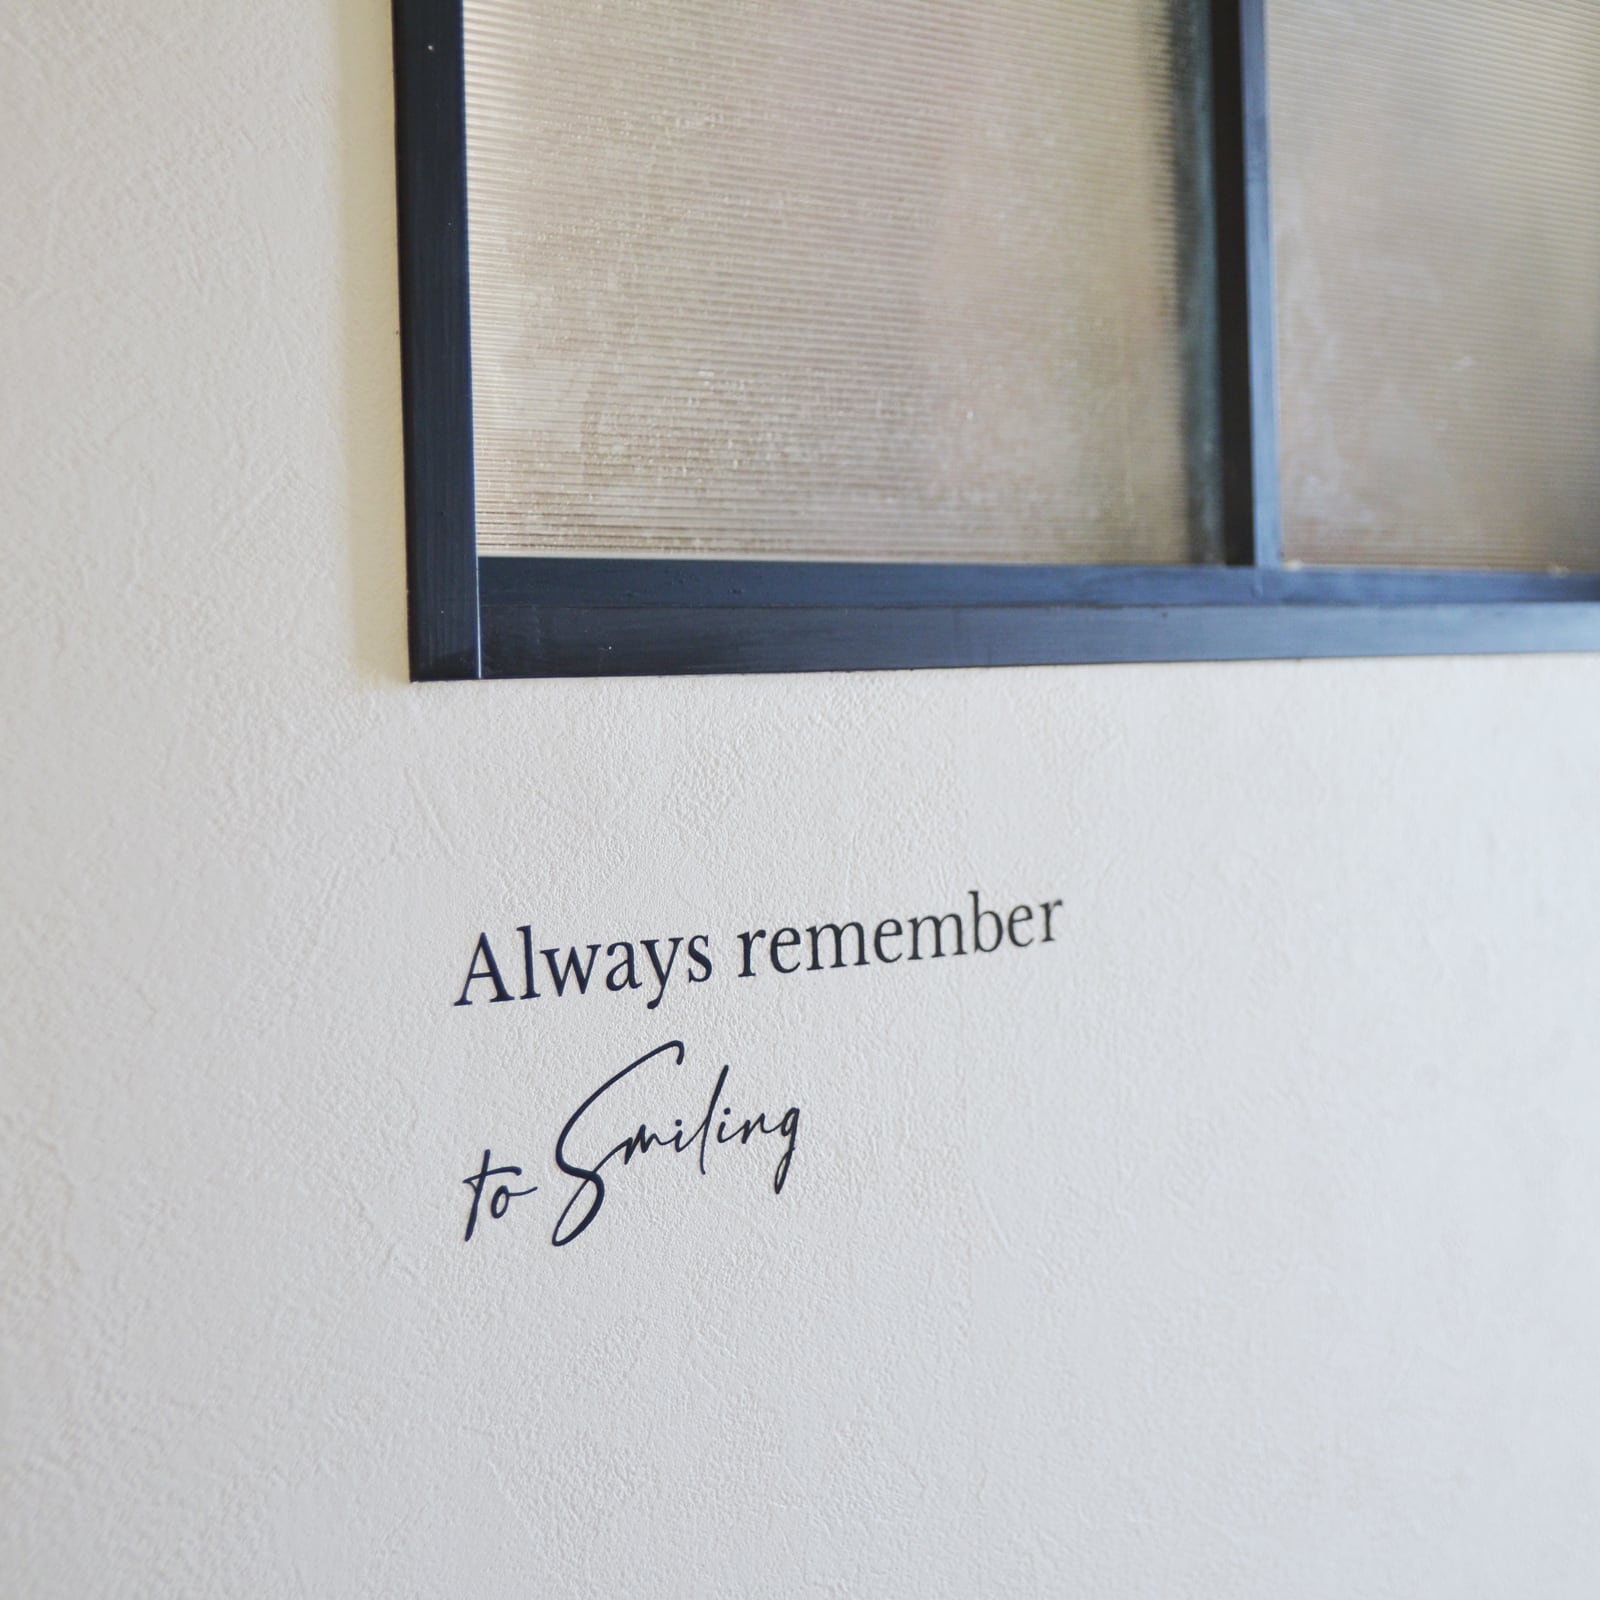 Always remember
to Smiling